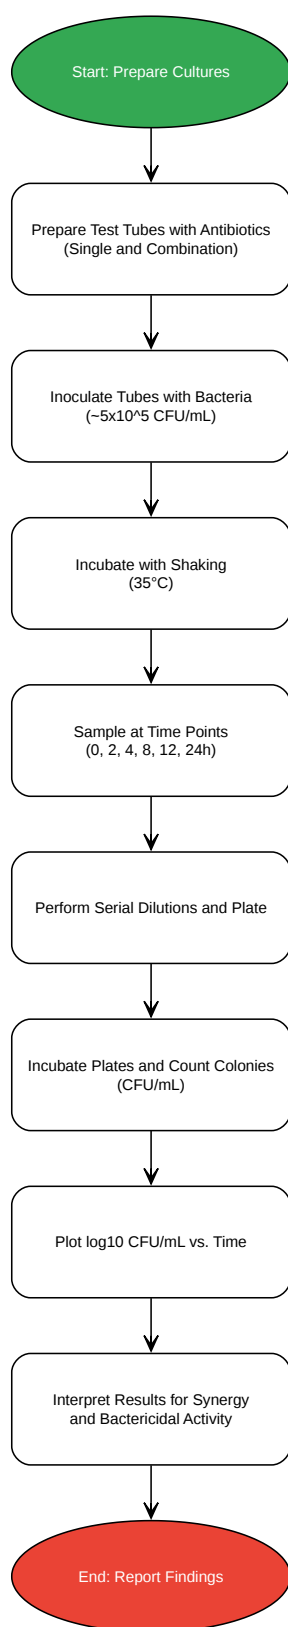 Start: Prepare Cultures
Prepare Test Tubes with Antibiotics
(Single and Combination)
Inoculate Tubes with Bacteria
(~5x10^5 CFU/mL)
Incubate with Shaking
(35°C)
Sample at Time Points
(0, 2, 4, 8, 12, 24h)
Perform Serial Dilutions and Plate
Incubate Plates and Count Colonies
(CFU/mL)
Plot log10 CFU/mL vs. Time
Interpret Results for Synergy
and Bactericidal Activity
End: Report Findings